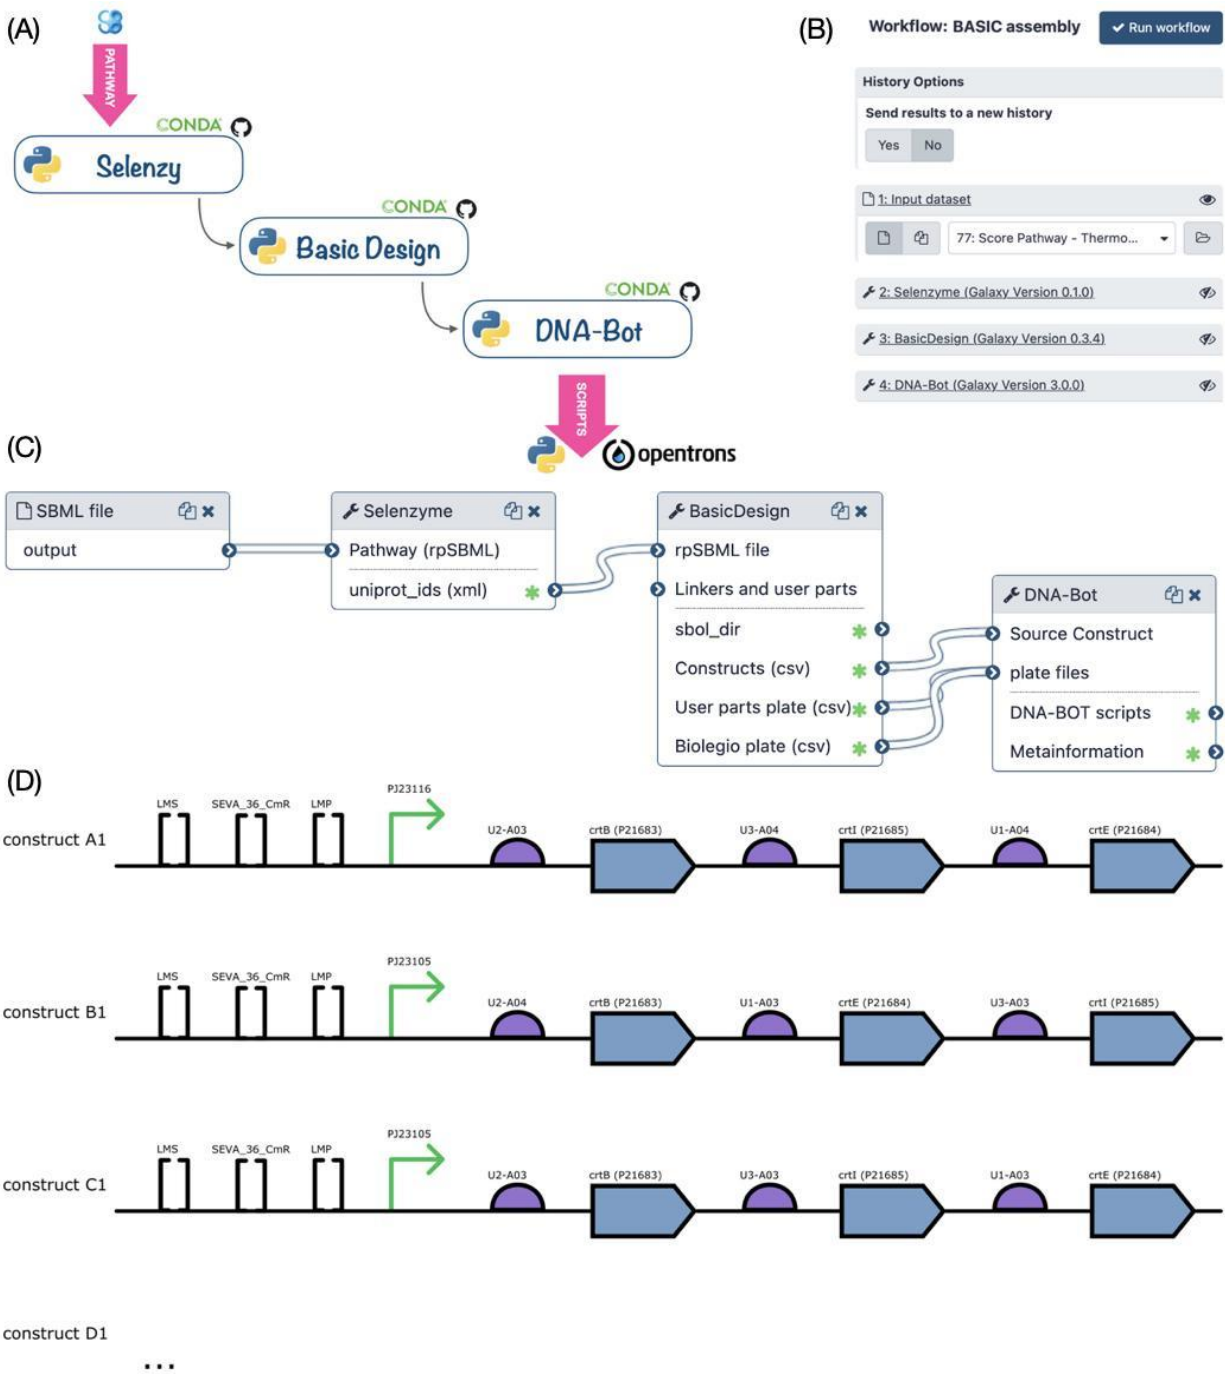 (A)
PATHWAY
CONDA
Selenzy
CONDA
Basic Design
CONDA
DNA-Bot
SCRIPTS
opentrons
(B)
Workflow: BASIC assembly
Run workflow
History Options
Send results to a new history
Yes No
1: Input dataset
77: Score Pathway - Thermo...
2: Selenzyme (Galaxy Version 0.1.0)
3: BasicDesign (Galaxy Version 0.3.4)
4: DNA-Bot (Galaxy Version 3.0.0)
(C)
SBML file
output
Selenzyme
Pathway (rpSBML)
uniprot_ids (xml)
BasicDesign
rpSBML file
Linkers and user parts
sbol_dir
Constructs (csv)
User parts plate (csv)
Biolegio plate (csv)
DNA-Bot
Source Construct
plate files
DNA-BOT scripts
Metainformation
(D)
construct A1
LMS SEVA_36_CmR LMP PJ23116 U2-A03 crtB (P21683) U3-A04 crtI (P21685) U1-A04 crtE (P21684)
construct B1
LMS SEVA_36_CmR LMP PJ23105 U2-A04 crtB (P21683) U1-A03 crtE (P21684) U3-A03 crtI (P21685)
construct C1
LMS SEVA_36_CmR LMP PJ23105 U2-A03 crtB (P21683) U3-A03 crtI (P21685) U1-A03 crtE (P21684)
construct D1
...